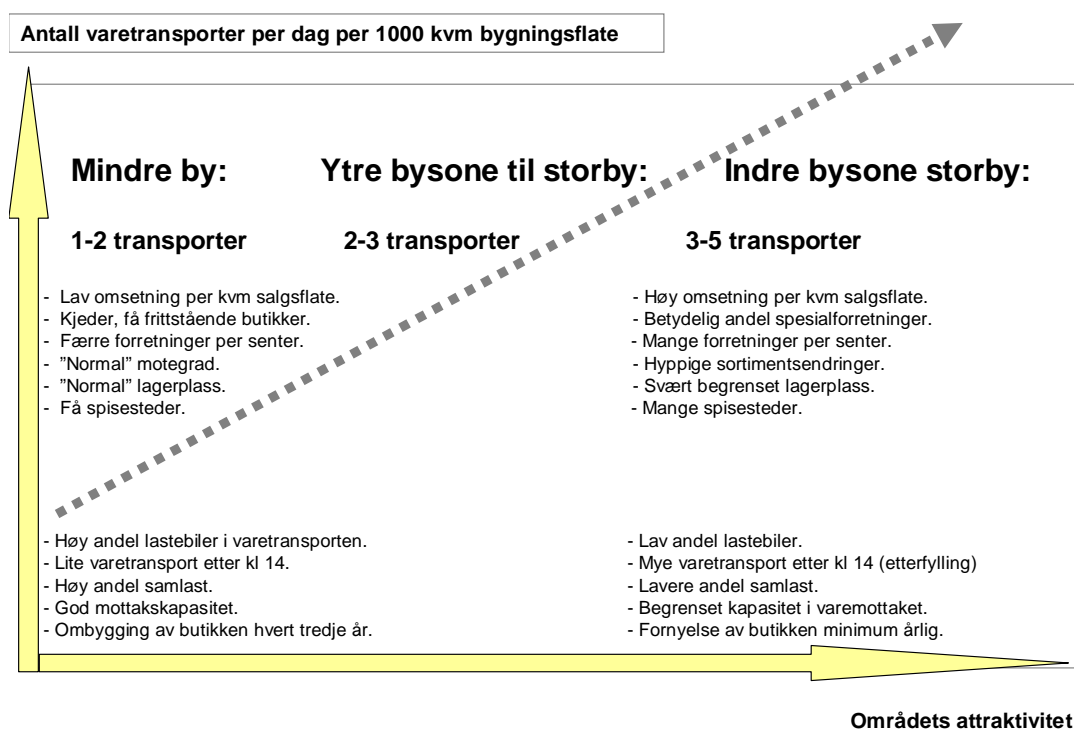 Antall varetransporter per dag per 1000 kvm bygningsflate
Mindre by:
Ytre bysone til storby:
Indre bysone storby:
1-2 transporter
2-3 transporter
3-5 transporter
- Lav omsetning per kvm salgsflate.
- Kjeder, få frittstående butikker.
- Færre forretninger per senter.
- ”Normal” motegrad.
- ”Normal” lagerplass.
- Få spisesteder.
- Høy omsetning per kvm salgsflate.
- Betydelig andel spesialforretninger.
- Mange forretninger per senter.
- Hyppige sortimentsendringer.
- Svært begrenset lagerplass.
- Mange spisesteder.
- Høy andel lastebiler i varetransporten.
- Lite varetransport etter kl 14.
- Høy andel samlast.
- God mottakskapasitet.
- Ombygging av butikken hvert tredje år.
- Lav andel lastebiler.
- Mye varetransport etter kl 14 (etterfylling)
- Lavere andel samlast.
- Begrenset kapasitet i varemottaket.
- Fornyelse av butikken minimum årlig.
Områdets attraktivitet